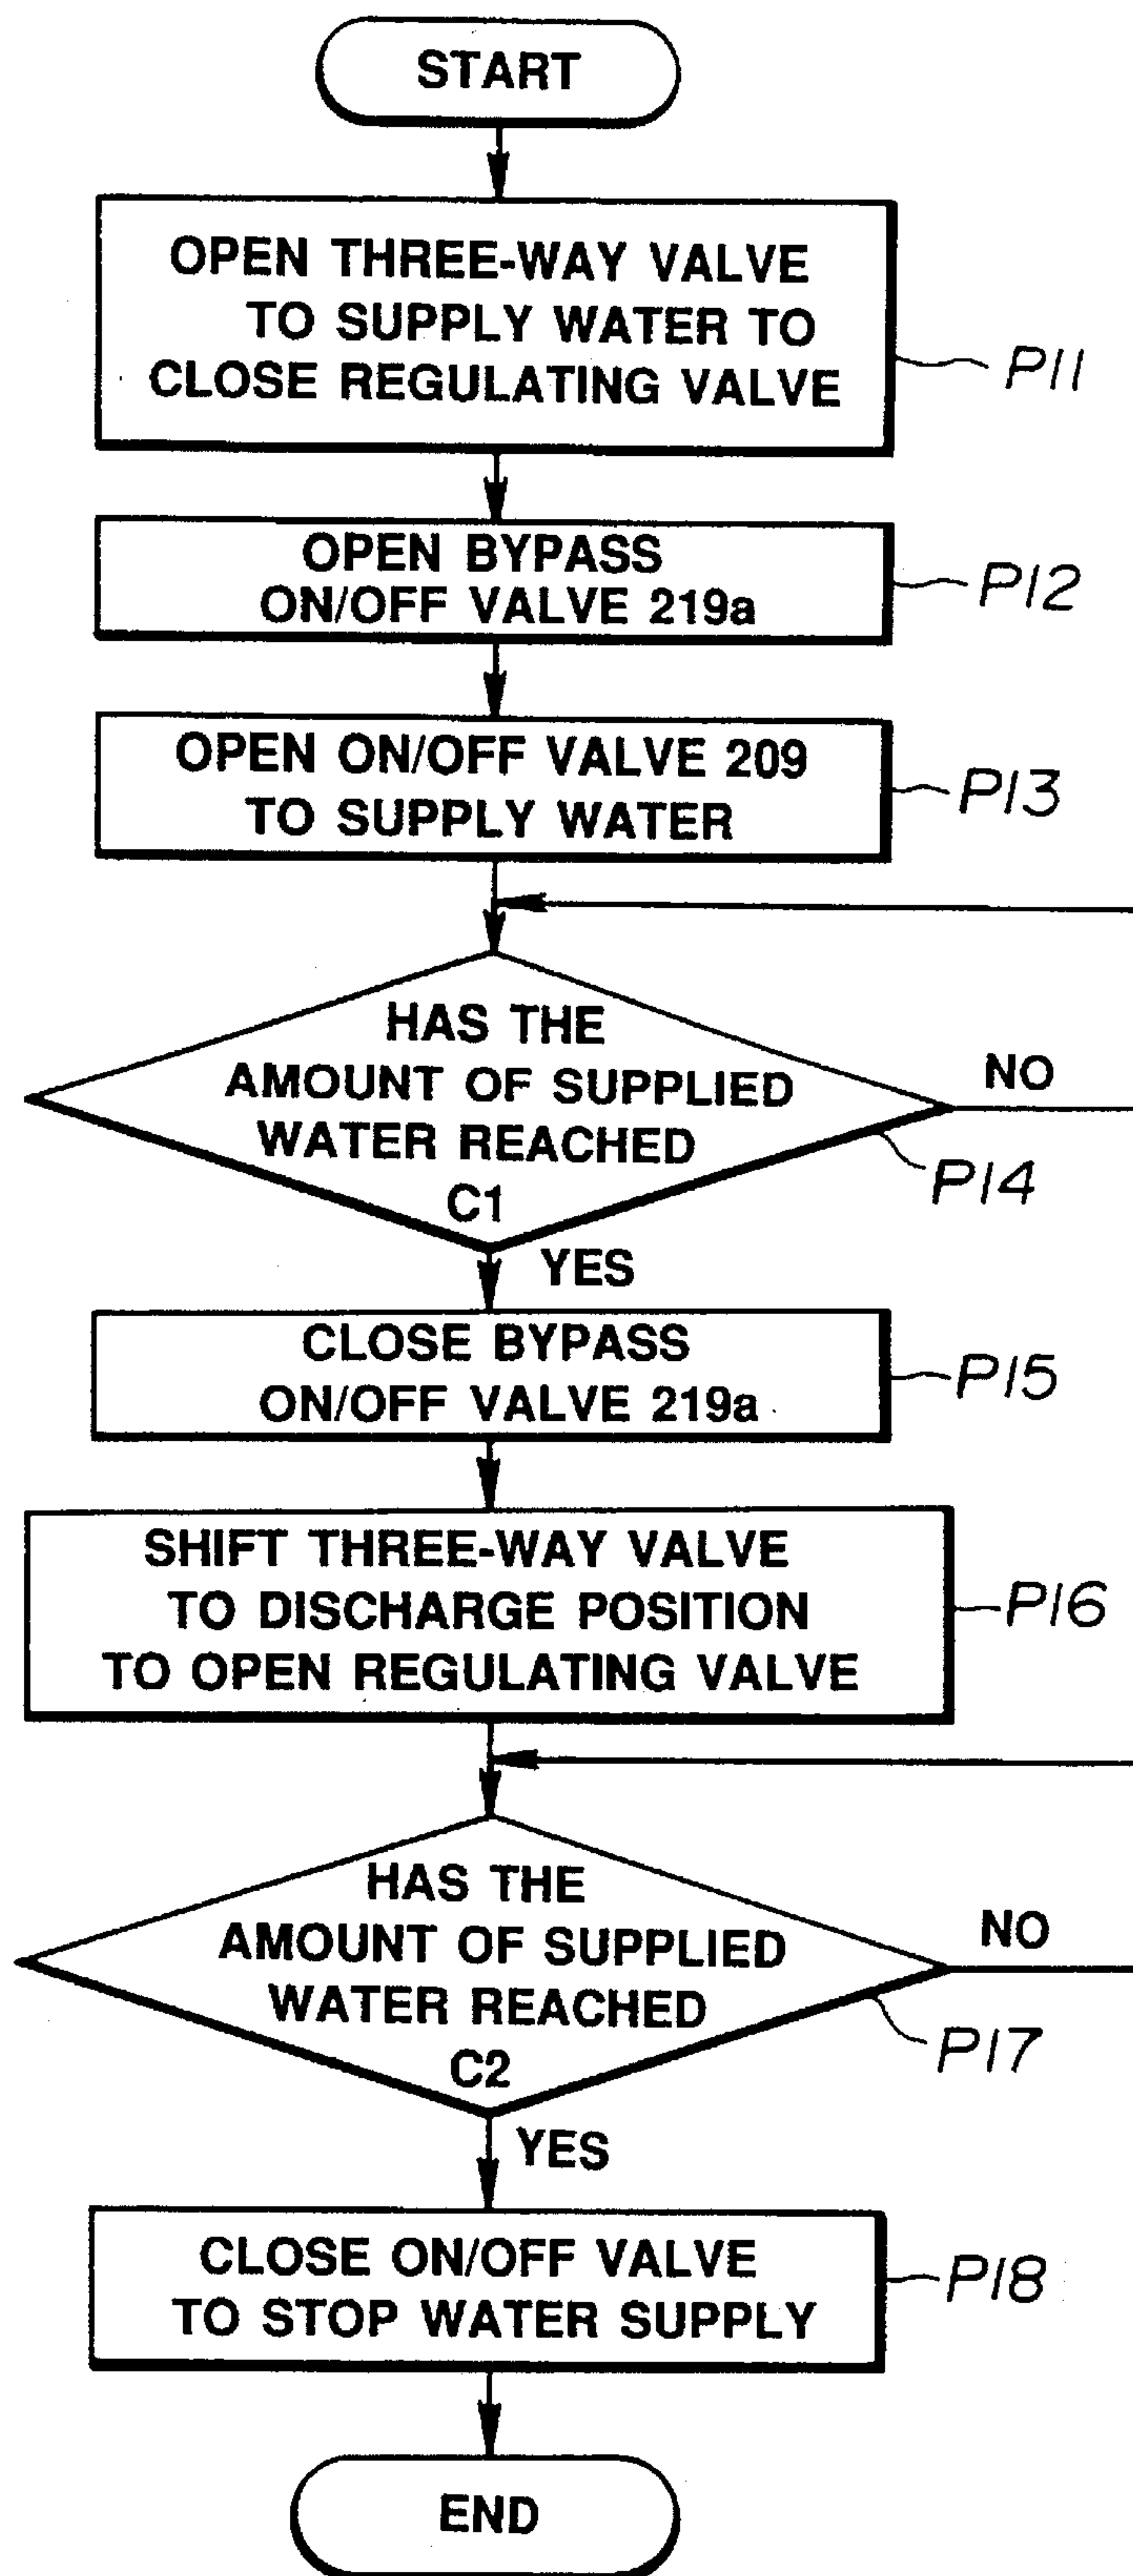 START
OPEN THREE-WAY VALVE
TO SUPPLY WATER TO
CLOSE REGULATING VALVE
P11
OPEN BYPASS
ON/OFF VALVE 219a
P12
OPEN ON/OFF VALVE 209
TO SUPPLY WATER
P13
HAS THE
AMOUNT OF SUPPLIED
WATER REACHED
C1
NO
P14
YES
CLOSE BYPASS
ON/OFF VALVE 219a
P15
SHIFT THREE-WAY VALVE
TO DISCHARGE POSITION
TO OPEN REGULATING VALVE
P16
HAS THE
AMOUNT OF SUPPLIED
WATER REACHED
C2
NO
P17
YES
CLOSE ON/OFF VALVE
TO STOP WATER SUPPLY
P18
END